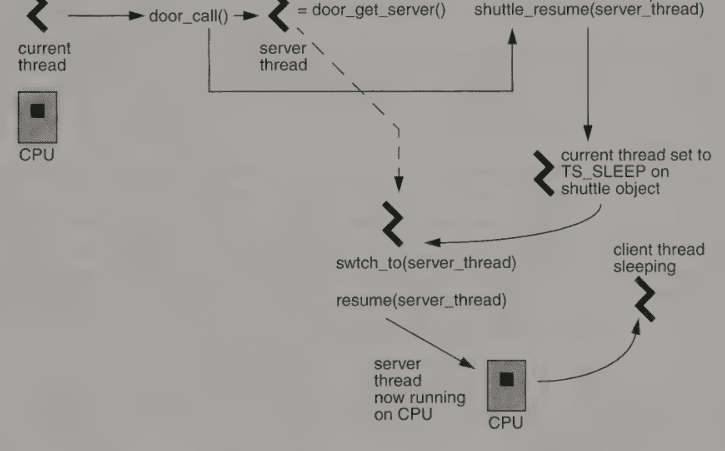 door_call()
= door_get_server()
shuttle_resume(server_thread)
current
thread
server
thread
CPU
current thread set to
TS_SLEEP on
shuttle object
swtch_to(server_thread)
client thread
sleeping
resume(server_thread)
server
thread
now running
on CPU
CPU